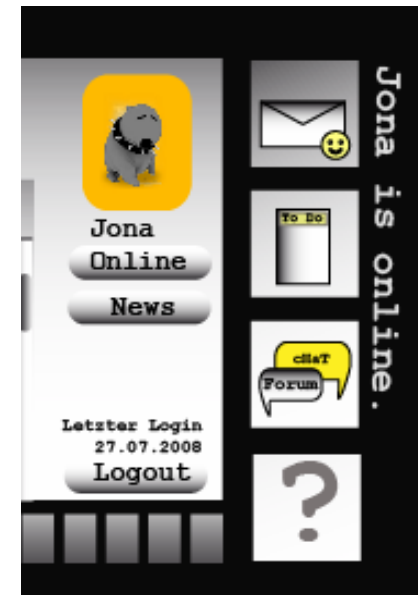 Jona
Online
News
Letzter Login
27.07.2008
Logout
To Do
cHaT
Forum
?
Jona is online.